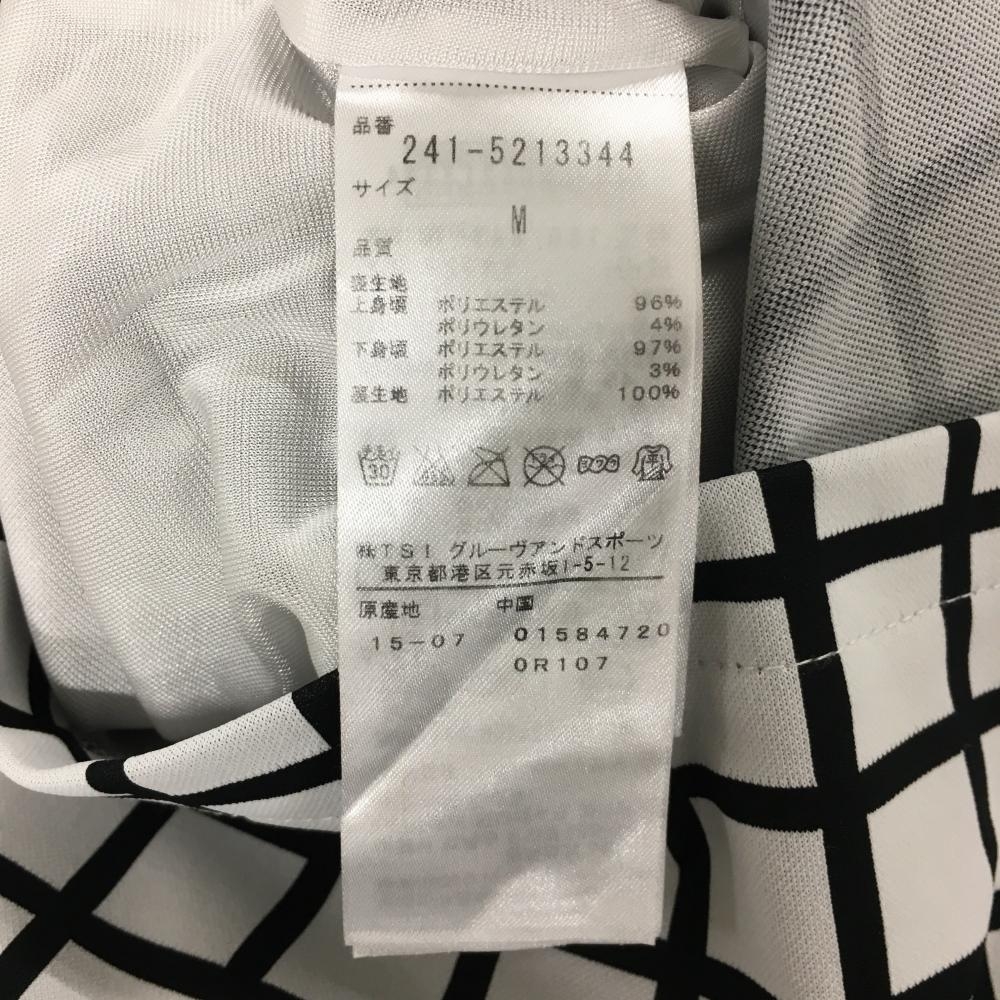 品番
241-5213344
サイズ
M
品質
表生地
上身頃 ポリエステル 96%
ポリウレタン 4%
下身頃 ポリエステル 97%
ポリウレタン 3%
裏生地 ポリエステル 100%
30
㈱TSI グルーヴアンドスポーツ
東京都港区元赤坂1-5-12
原産地 中国
15-07 01584720
0R107